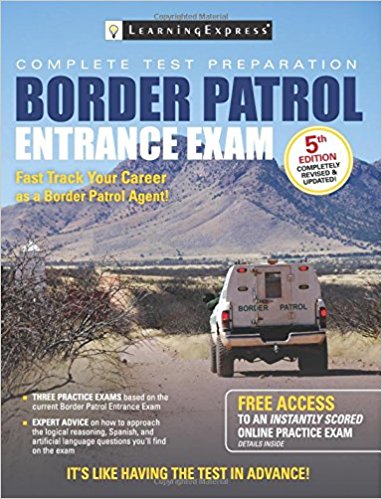 LEARNINGEXPRESS®
COMPLETE TEST PREPARATION
BORDER PATROL
ENTRANCE EXAM
5th
EDITION
COMPLETELY
REVISED &
UPDATED!
Fast Track Your Career
as a Border Patrol Agent!
BORDER PATROL
• THREE PRACTICE EXAMS based on the
current Border Patrol Entrance Exam
• EXPERT ADVICE on how to approach
the logical reasoning, Spanish, and
artificial language questions you'll find
on the exam
FREE ACCESS
TO AN INSTANTLY SCORED
ONLINE PRACTICE EXAM
DETAILS INSIDE
IT'S LIKE HAVING THE TEST IN ADVANCE!